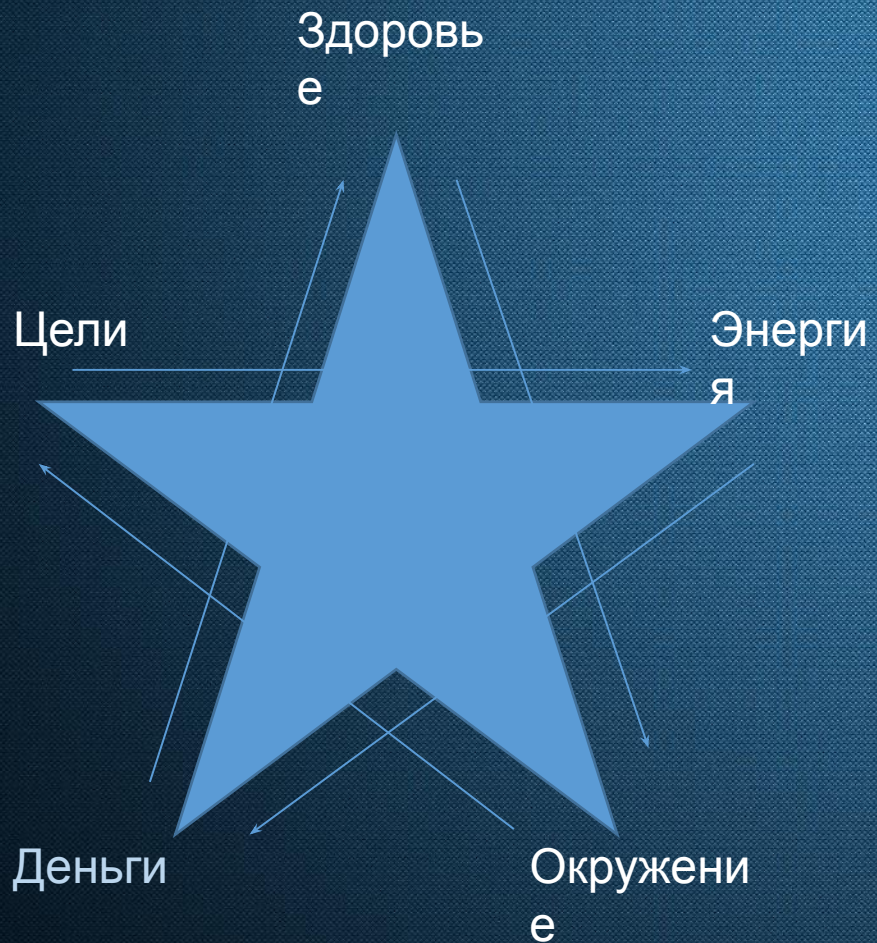 Здоровь
е
Цели
Энерги
я
Деньги
Окружени
е